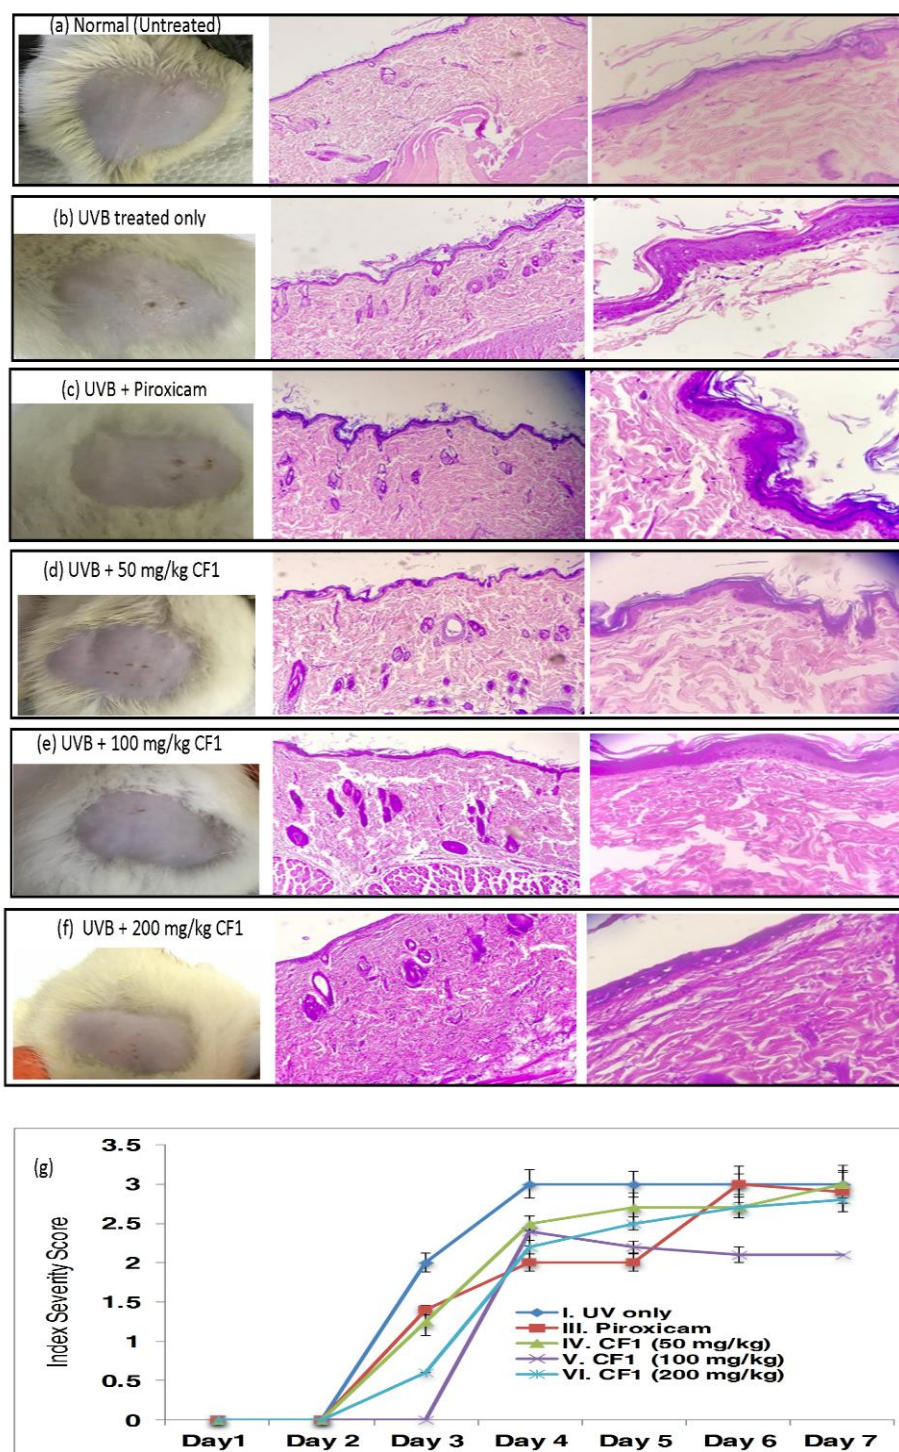 (a) Normal (Untreated)
(b) UVB treated only
(c) UVB + Piroxicam
(d) UVB + 50 mg/kg CF1
(e) UVB + 100 mg/kg CF1
(f) UVB + 200 mg/kg CF1
(g)
Index Severity Score
3.5
3
2.5
2
1.5
1
0.5
0
I. UV only
III. Piroxicam
IV. CF1 (50 mg/kg)
V. CF1 (100 mg/kg)
VI. CF1 (200 mg/kg)
Day1 Day 2 Day 3 Day 4 Day 5 Day 6 Day 7